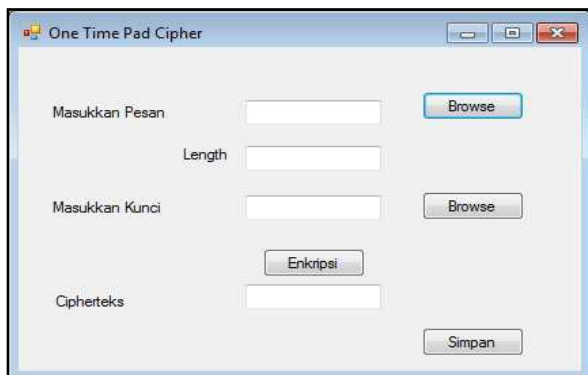 One Time Pad Cipher
Masukkan Pesan
Browse
Length
Masukkan Kunci
Browse
Enkripsi
Cipherteks
Simpan